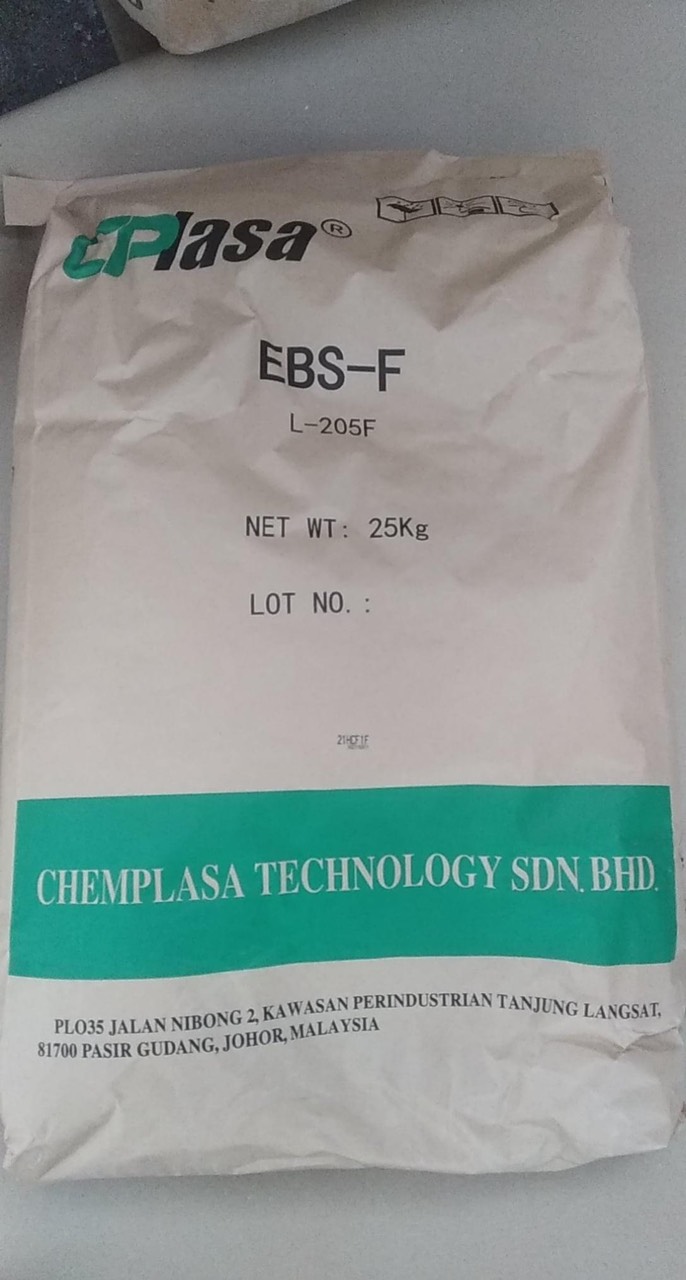 CPlasa®
EBS-F
L-205F
NET WT: 25Kg
LOT NO.:
CHEMPLASA TECHNOLOGY SDN. BHD.
PLO35 JALAN NIBONG 2, KAWASAN PERINDUSTRIAN TANJUNG LANGSAT,
81700 PASIR GUDANG, JOHOR, MALAYSIA